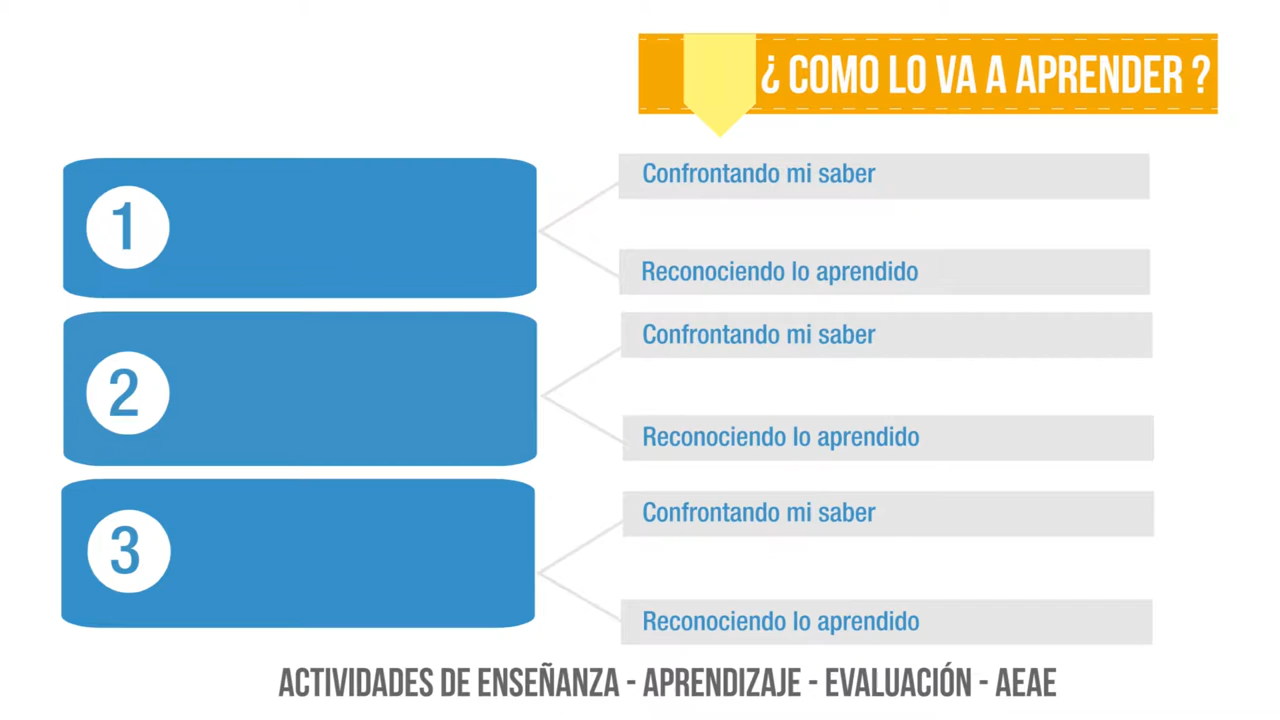 ¿ COMO LO VA A APRENDER ?
1
Confrontando mi saber
Reconociendo lo aprendido
2
Confrontando mi saber
Reconociendo lo aprendido
3
Confrontando mi saber
Reconociendo lo aprendido
ACTIVIDADES DE ENSEÑANZA - APRENDIZAJE - EVALUACIÓN - AEAE